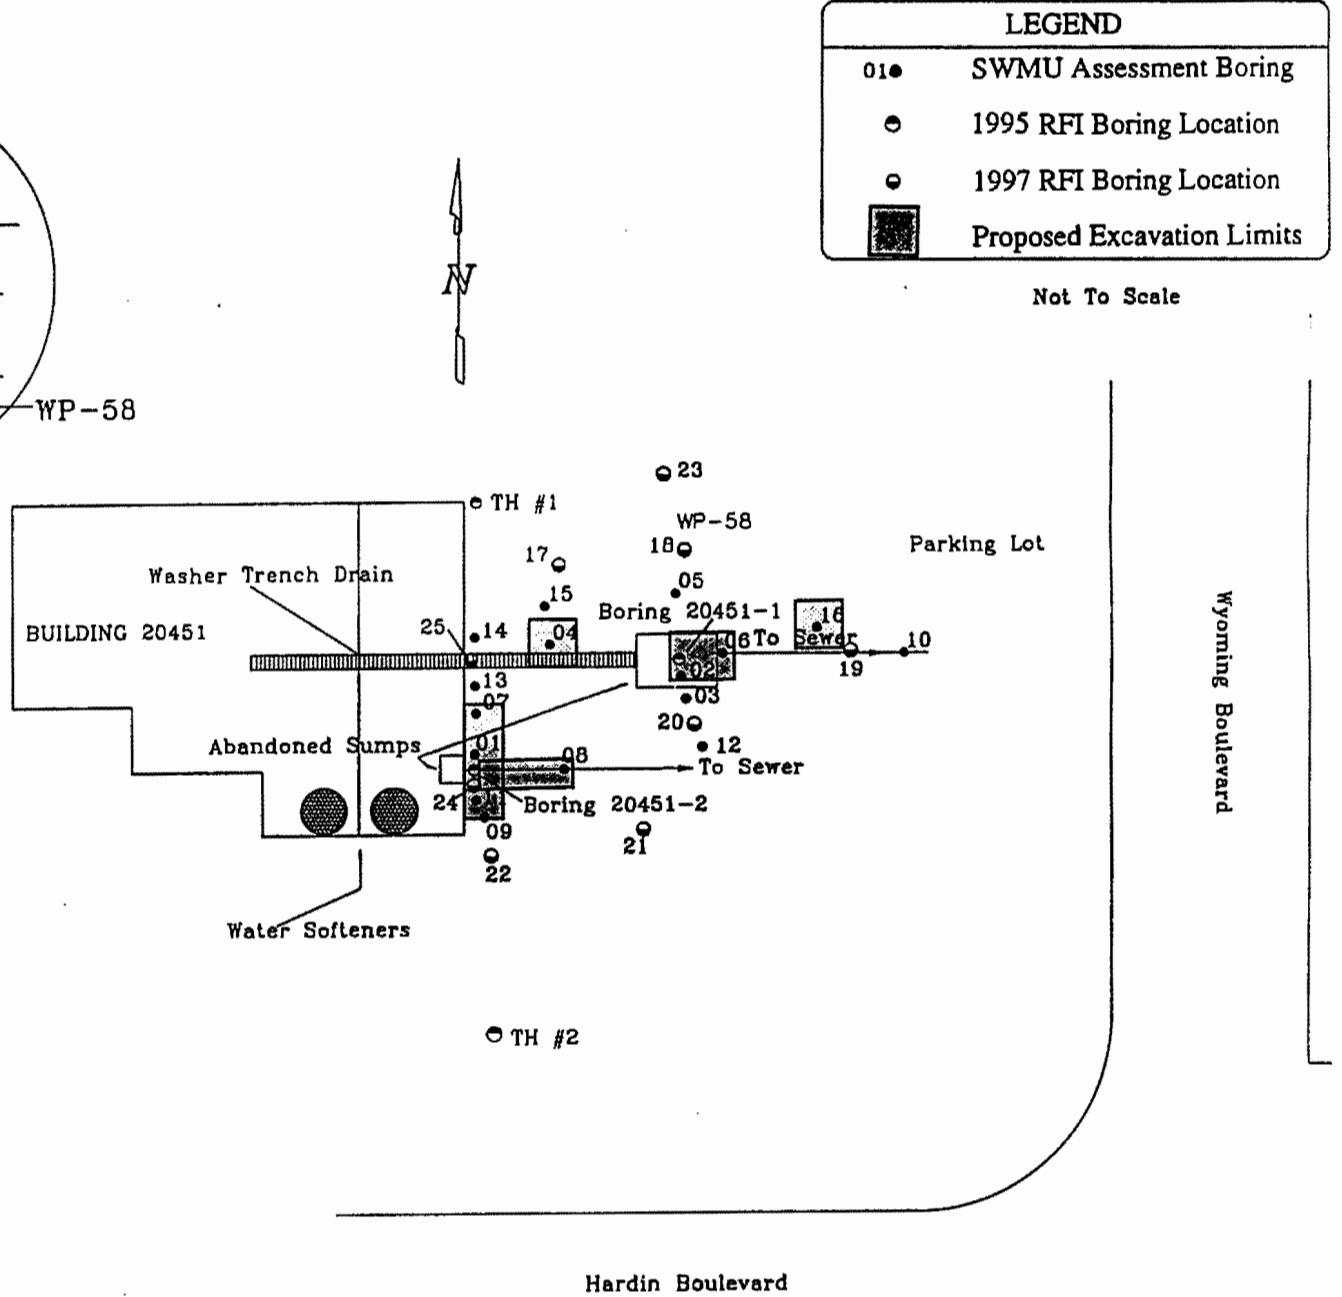 LEGEND
01 SWMU Assessment Boring
1995 RFI Boring Location
1997 RFI Boring Location
Proposed Excavation Limits
Not To Scale
N
WP-58
23
TH #1
WP-58
18
17
Parking Lot
Washer Trench Drain
05
15
Boring 20451-1
16
BUILDING 20451
25
14
04
06
To Sewer
10
19
02
13
03
07
20
Abandoned Sumps
01
12
08
To Sewer
24
Boring 20451-2
09
21
22
Water Softeners
Wyoming Boulevard
TH #2
Hardin Boulevard